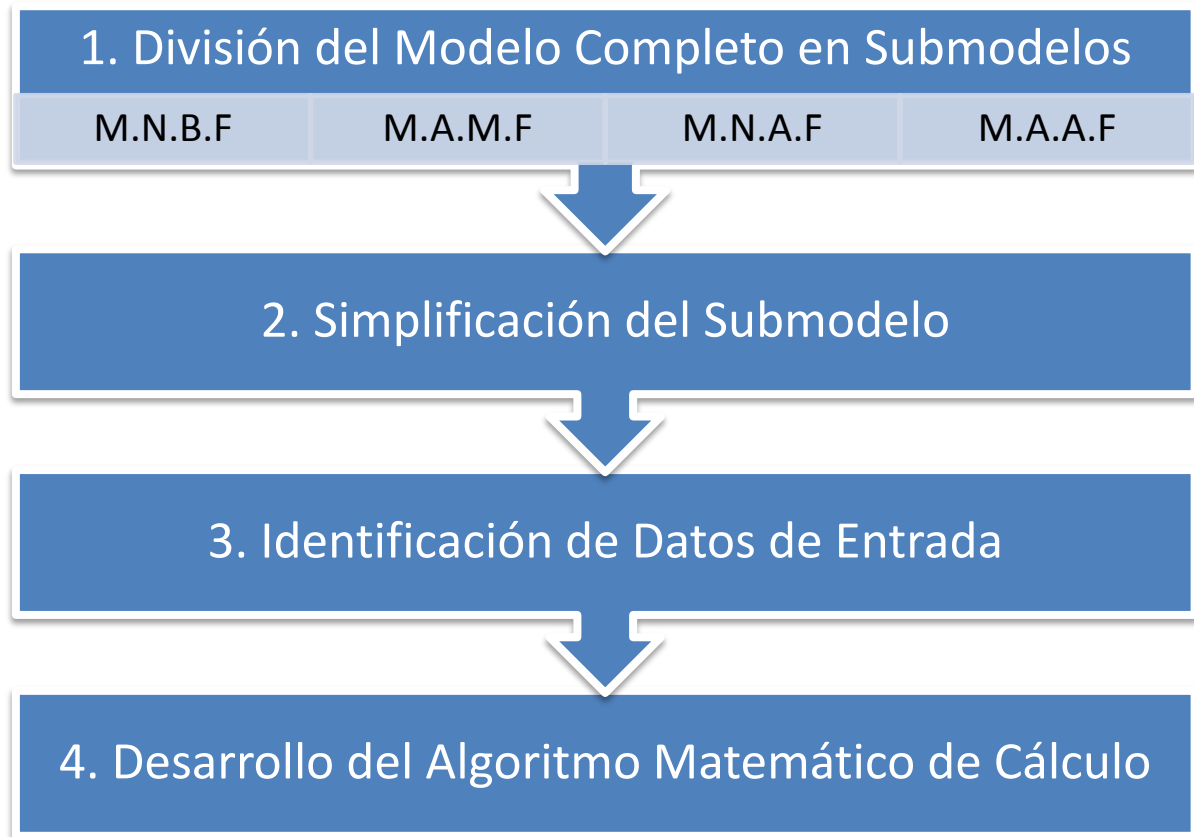 1. División del Modelo Completo en Submodelos
M.N.B.F M.A.M.F M.N.A.F M.A.A.F
2. Simplificación del Submodelo
3. Identificación de Datos de Entrada
4. Desarrollo del Algoritmo Matemático de Cálculo